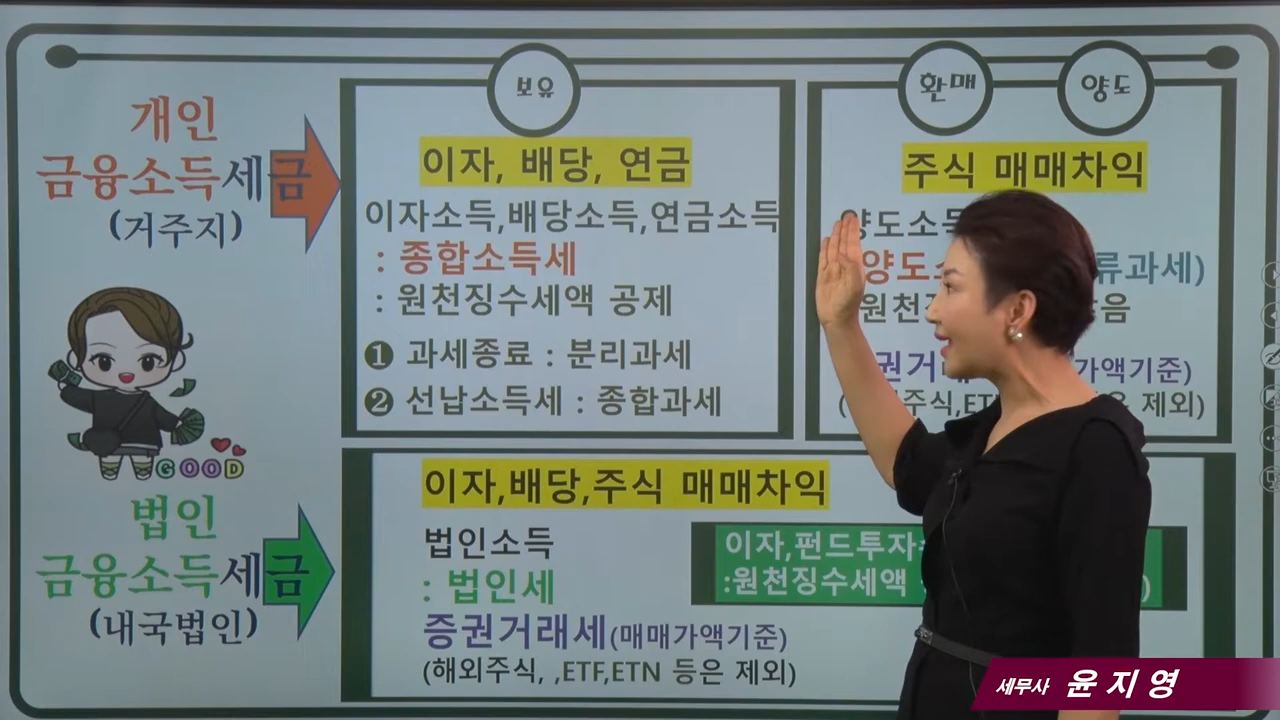 보유
환매
양도
개인
금융소득세금
(거주지)
이자, 배당, 연금
이자소득,배당소득,연금소득
: 종합소득세
: 원천징수세액 공제
❶ 과세종료 : 분리과세
❷ 선납소득세 : 종합과세
주식 매매차익
양도소득
양도 류과세)
원천 음
권거 가액기준)
( 주식,ET 제외)
GOOD
법인
금융소득세금
(내국법인)
이자,배당,주식 매매차익
법인소득
: 법인세
증권거래세(매매가액기준)
(해외주식, ,ETF,ETN 등은 제외)
이자,펀드투자
:원천징수세액 )
세무사 윤지영